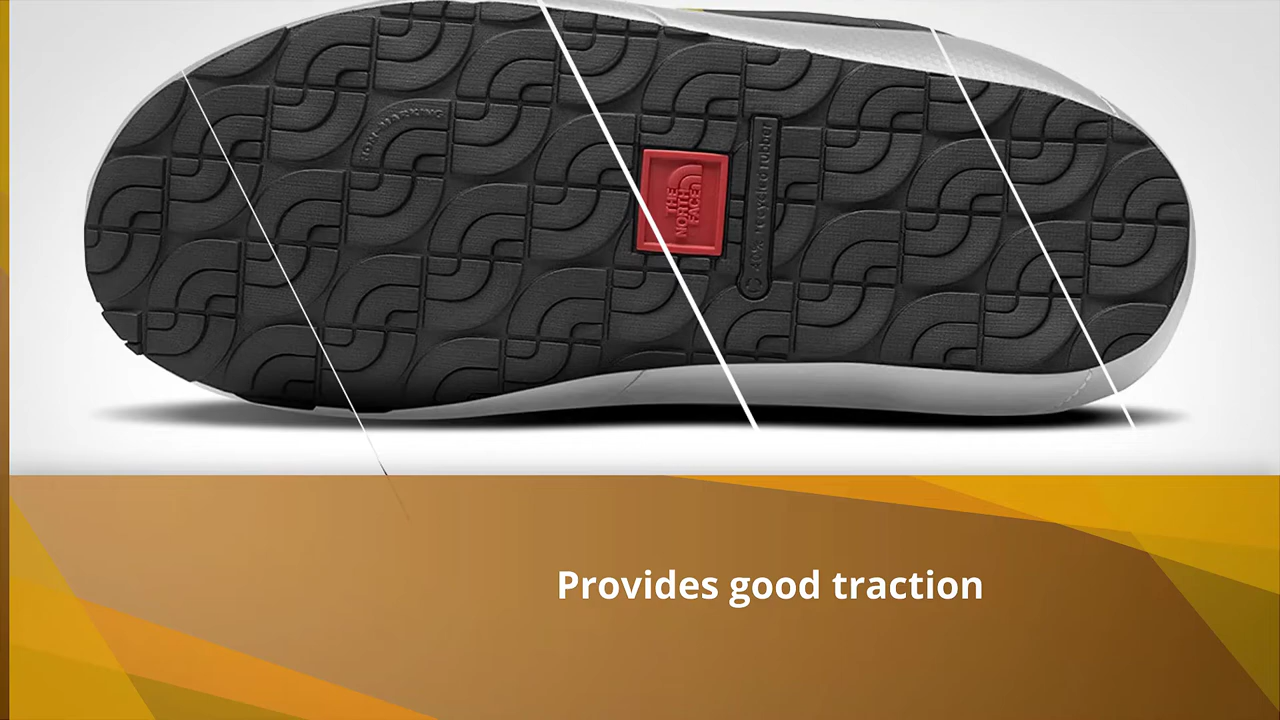 NON-MARKING
THE
NORTH
FACE
40% recycled rubber
Provides good traction